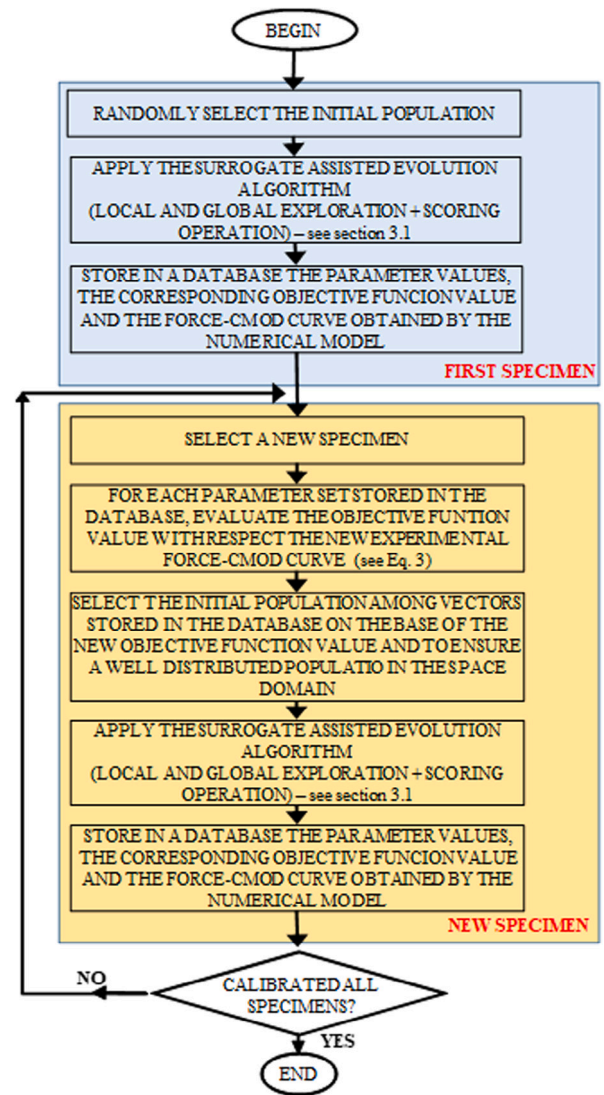 BEGIN
RANDOMLY SELECT THE INITIAL POPULATION
APPLY THE SURROGATE ASSISTED EVOLUTION
ALGORITHM
(LOCAL AND GLOBAL EXPLORATION + SCORING
OPERATION) – see section 3.1
STORE IN A DATABASE THE PARAMETER VALUES,
THE CORRESPONDING OBJECTIVE FUNCION VALUE
AND THE FORCE-CMOD CURVE OBTAINED BY THE
NUMERICAL MODEL
FIRST SPECIMEN
SELECT A NEW SPECIMEN
FOR EACH PARAMETER SET STORED IN THE
DATABASE, EVALUATE THE OBJECTIVE FUNTION
VALUE WITH RESPECT THE NEW EXPERIMENTAL
FORCE-CMOD CURVE (see Eq. 3)
SELECT THE INITIAL POPULATION AMONG VECTORS
STORED IN THE DATABASE ON THE BASE OF THE
NEW OBJECTIVE FUNCTION VALUE AND TO ENSURE
A WELL DISTRIBUTED POPULATIO IN THE SPACE
DOMAIN
APPLY THE SURROGATE ASSISTED EVOLUTION
ALGORITHM
(LOCAL AND GLOBAL EXPLORATION + SCORING
OPERATION) – see section 3.1
STORE IN A DATABASE THE PARAMETER VALUES,
THE CORRESPONDING OBJECTIVE FUNCION VALUE
AND THE FORCE-CMOD CURVE OBTAINED BY THE
NUMERICAL MODEL
NEW SPECIMEN
NO
CALIBRATED ALL
SPECIMENS?
YES
END